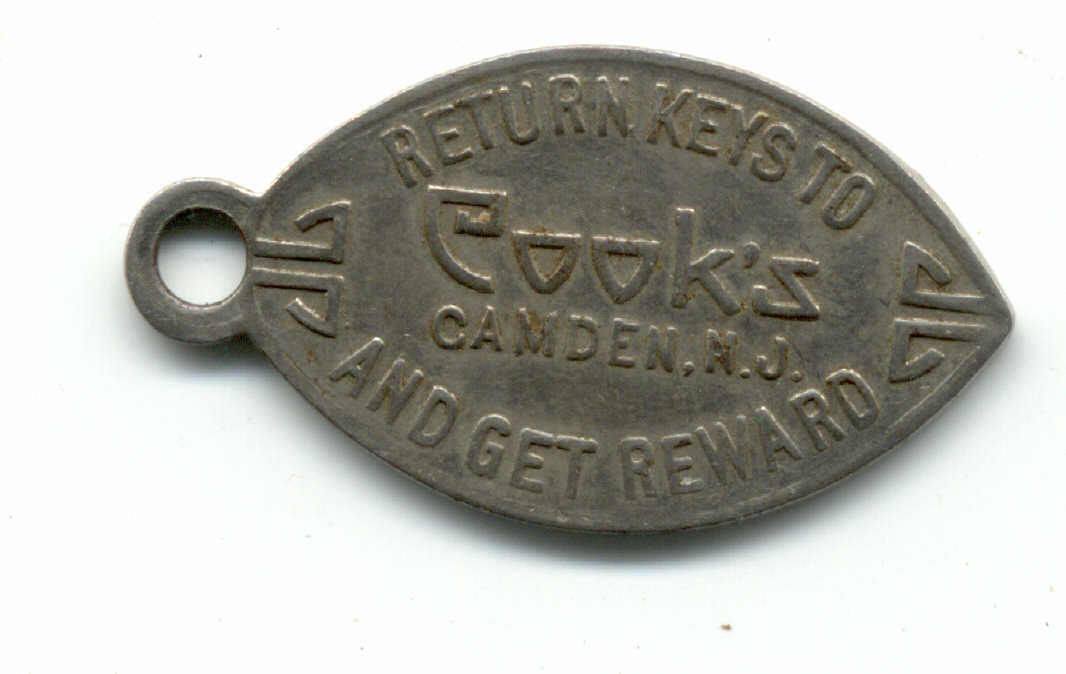 RETURN KEYS TO
Cook's
CAMDEN, N.J.
AND GET REWARD